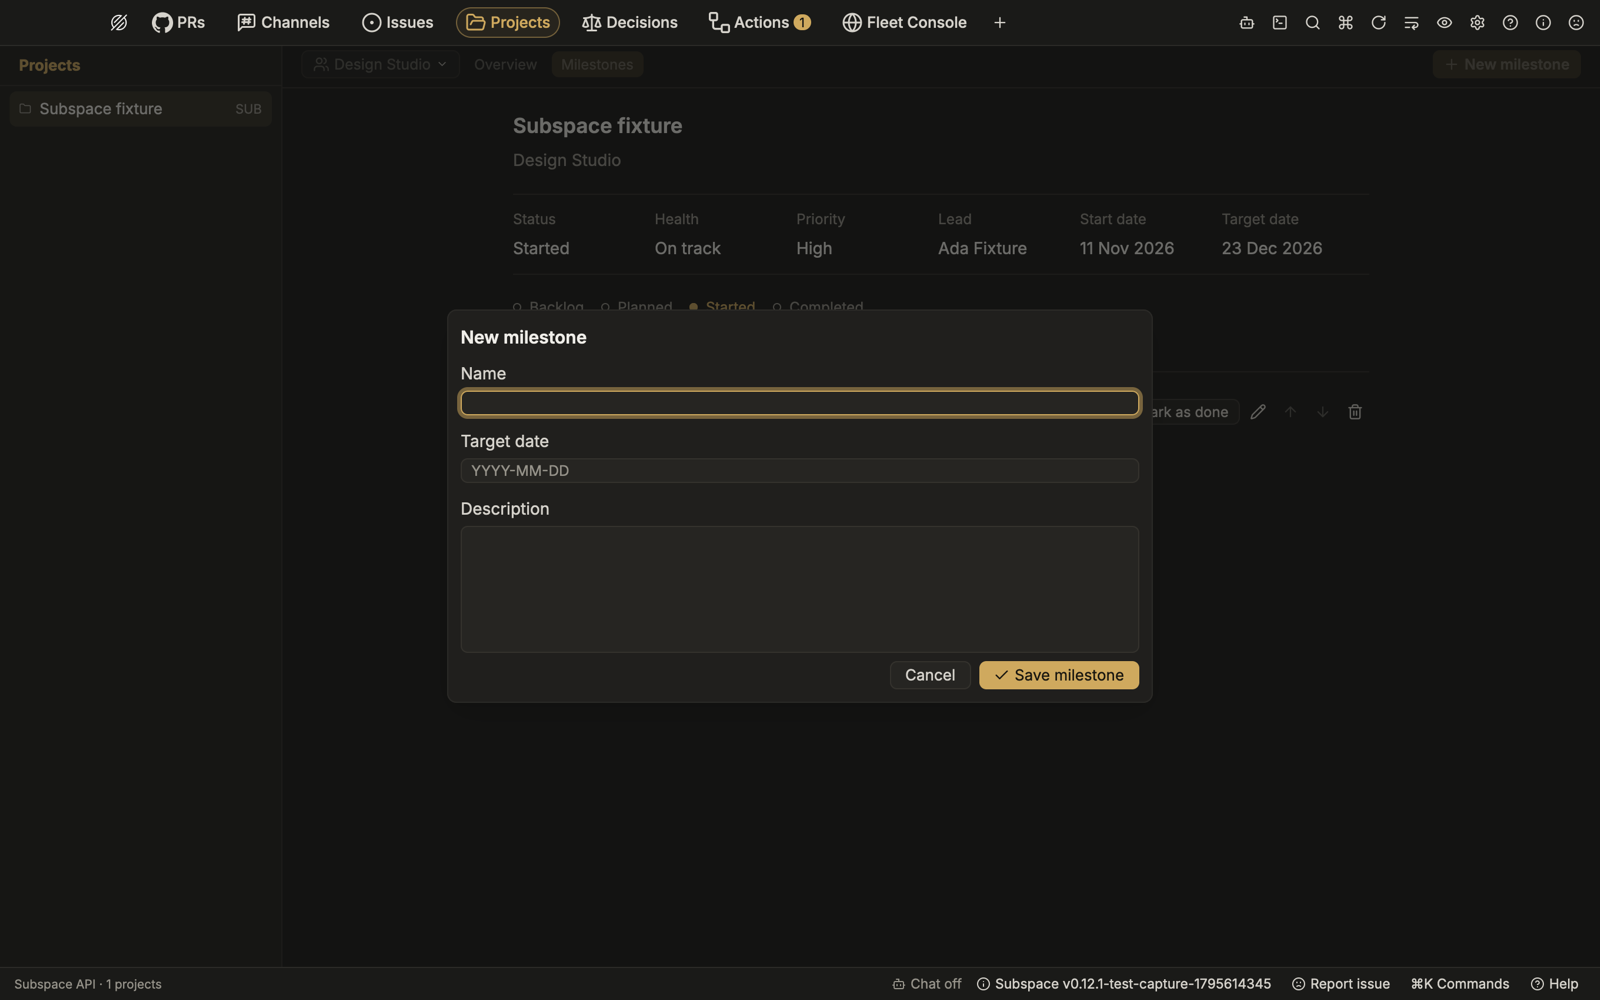 PRs Channels Issues Projects Decisions Actions 1 Fleet Console
Projects
Design Studio Overview Milestones New milestone
Subspace fixture SUB
Subspace fixture
Design Studio
Status Health Priority Lead Start date Target date
Started On track High Ada Fixture 11 Nov 2026 23 Dec 2026
Backlog Planned Started Completed
New milestone
Name
ark as done
Target date
YYYY-MM-DD
Description
Cancel Save milestone
Subspace API · 1 projects
Chat off Subspace v0.12.1-test-capture-1795614345 Report issue ⌘K Commands Help